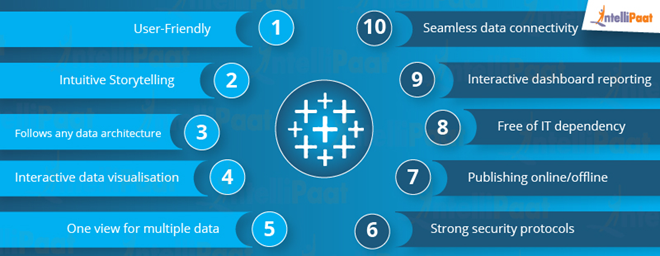 User-Friendly
1
Intuitive Storytelling
2
Follows any data architecture
3
Interactive data visualisation
4
One view for multiple data
5
10
Seamless data connectivity
9
Interactive dashboard reporting
8
Free of IT dependency
7
Publishing online/offline
6
Strong security protocols
IntelliPaat